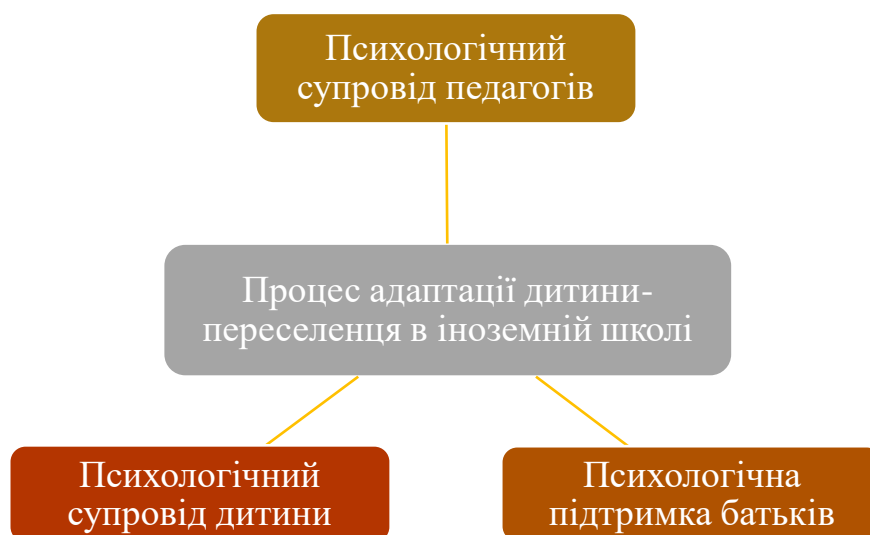 Психологічний
супровід педагогів
Процес адаптації дитини-
переселенця в іноземній школі
Психологічний
супровід дитини
Психологічна
підтримка батьків